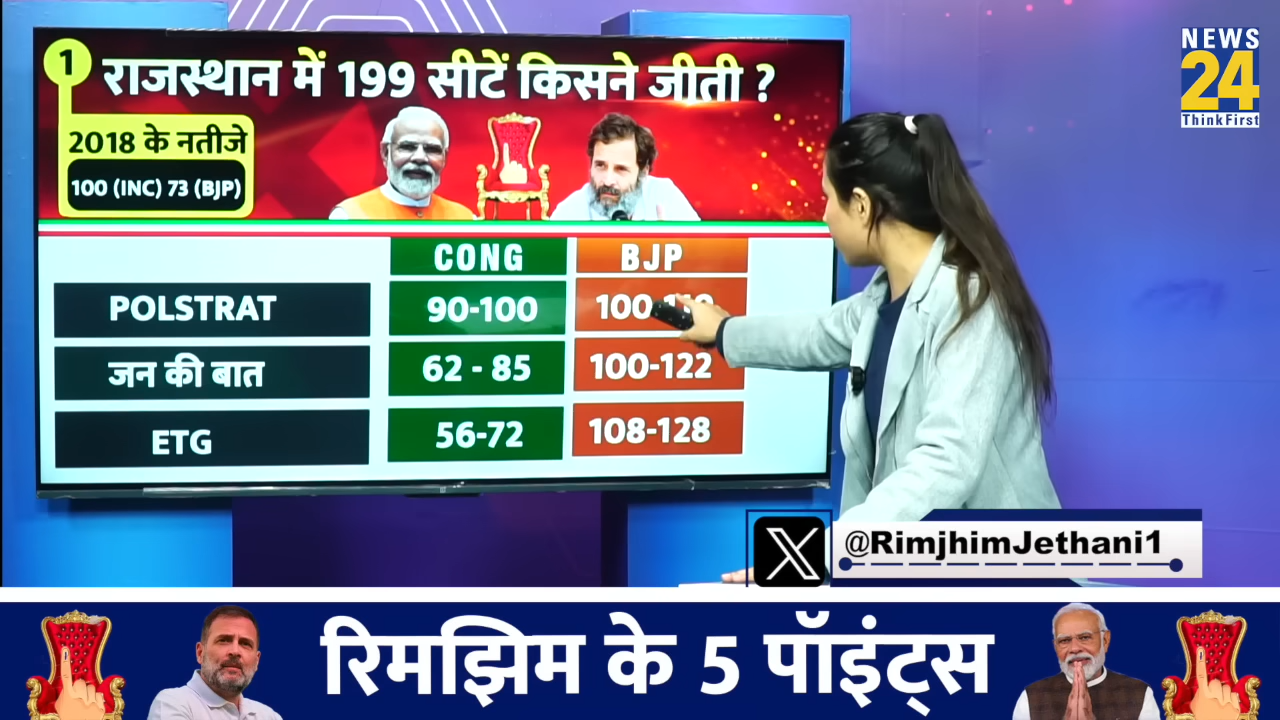 1
राजस्थान में 199 सीटें किसने जीती ?
2018 के नतीजे
100 (INC) 73 (BJP)
CONG BJP
POLSTRAT 90-100
जन की बात 62 - 85 100-122
ETG 56-72 108-128
NEWS
24
ThinkFirst
@RimjhimJethani1
रिमझिम के 5 पॉइंट्स